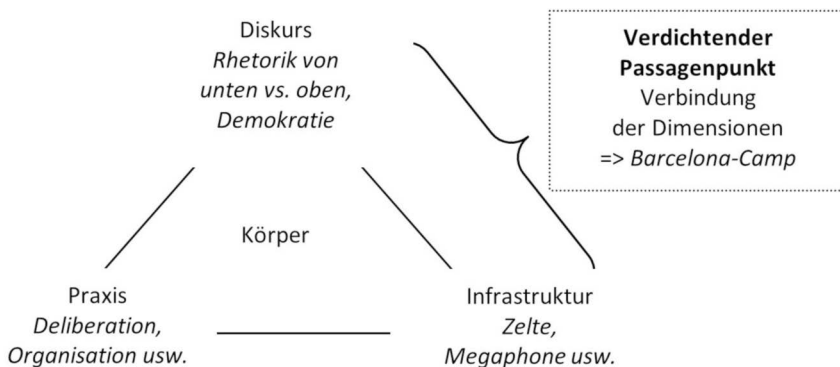 Diskurs
Rhetorik von
unten vs. oben,
Demokratie
Verdichtender
Passagenpunkt
Verbindung
der Dimensionen
=> Barcelona-Camp
Körper
Praxis
Deliberation,
Organisation usw.
Infrastruktur
Zelte,
Megaphone usw.